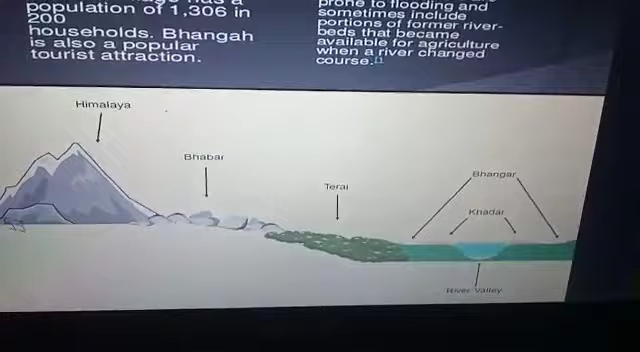 population of 1,306 in
200
households. Bhangah
is also a popular
tourist attraction.
prone to flooding and
sometimes include
portions of former river-
beds that became
available for agriculture
when a river changed
course.
Himalaya
Bhabar
Terai
Bhangar
Khadar
River Valley